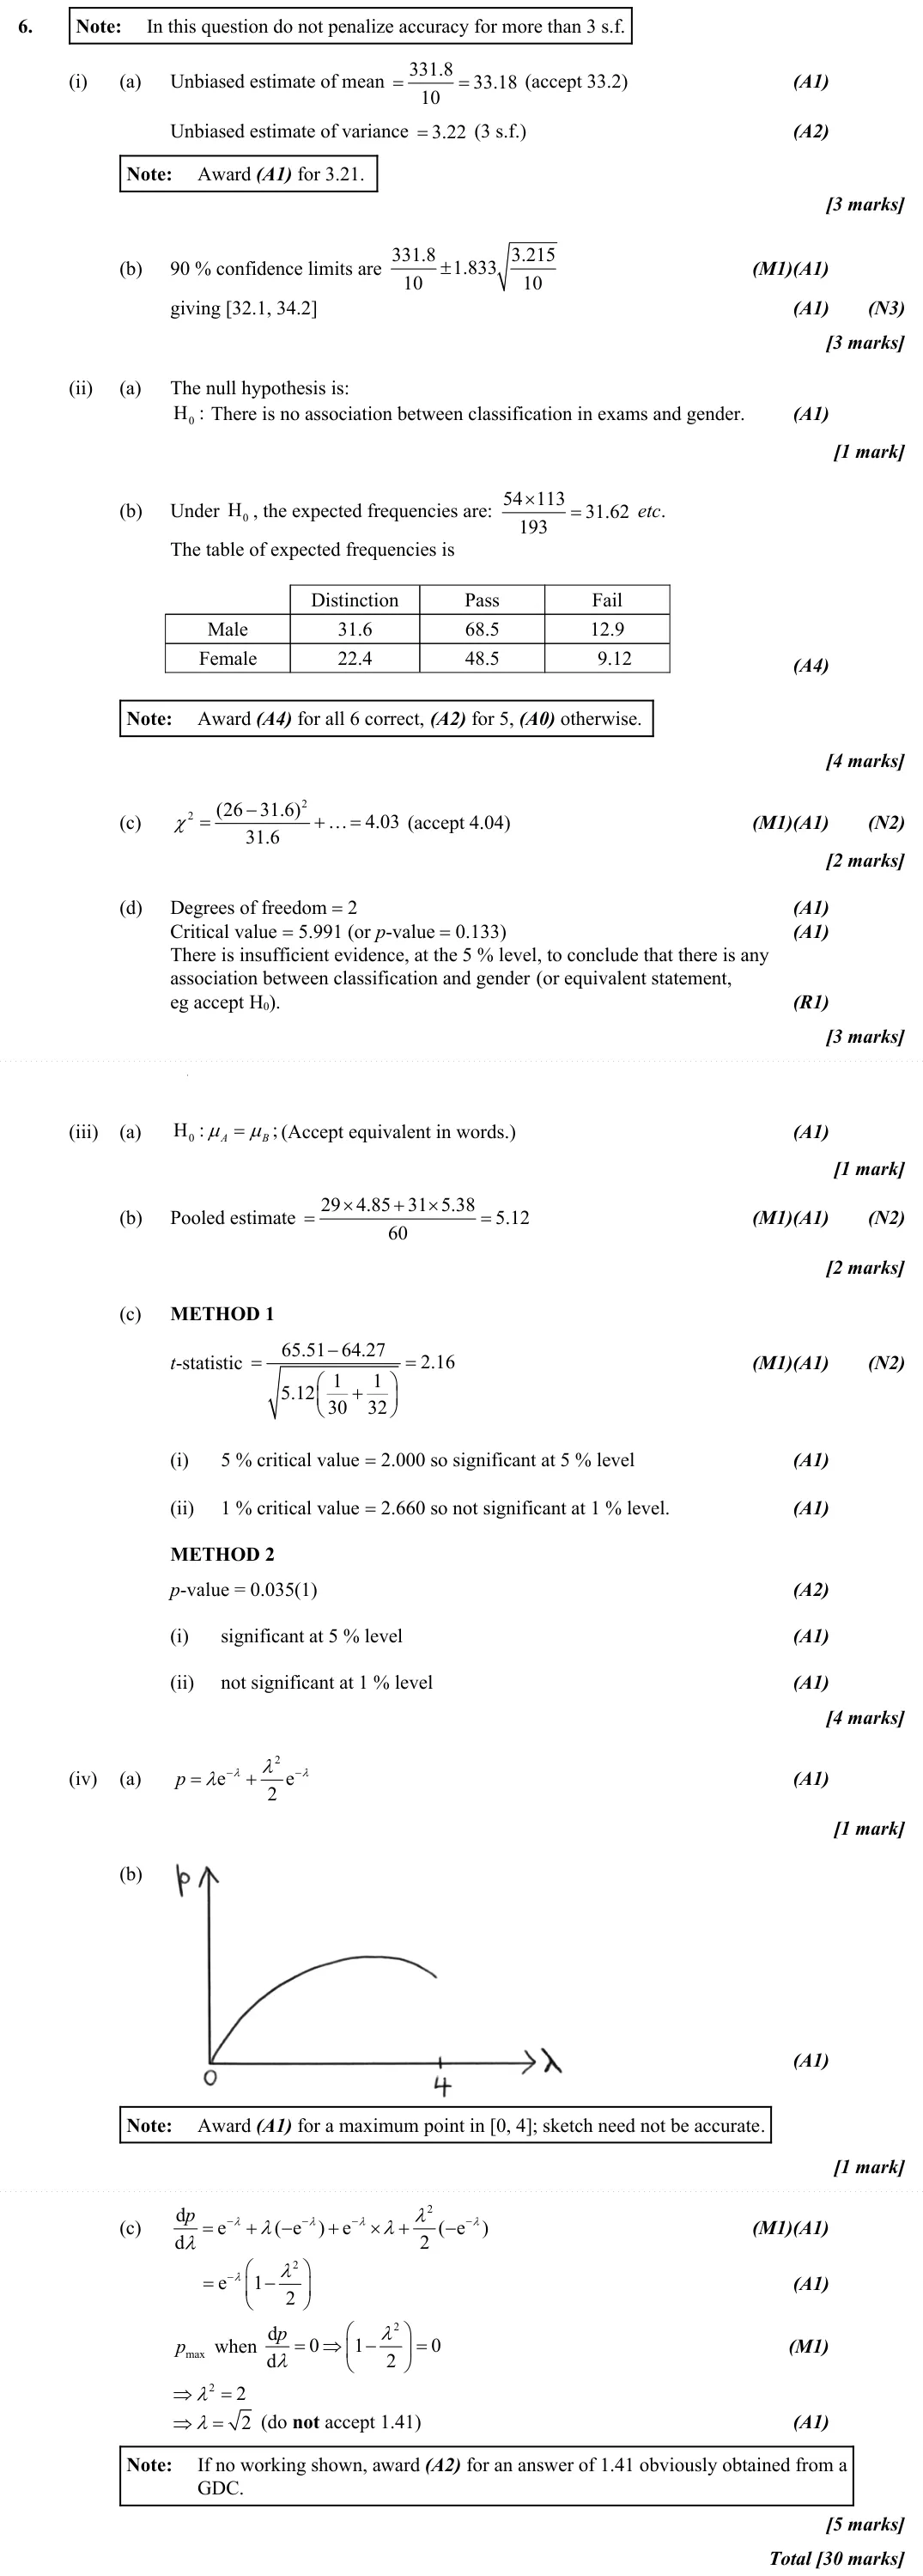 6. Note: In this question do not penalize accuracy for more than 3 s.f.
(i) (a) Unbiased estimate of mean = 331.8/10 = 33.18 (accept 33.2) (A1)
Unbiased estimate of variance = 3.22 (3 s.f.) (A2)
Note: Award (A1) for 3.21.
[3 marks]
(b) 90 % confidence limits are 331.8/10 ± 1.833√(3.215/10) (M1)(A1)
giving [32.1, 34.2] (A1) (N3)
[3 marks]
(ii) (a) The null hypothesis is:
H₀ : There is no association between classification in exams and gender. (A1)
[1 mark]
(b) Under H₀ , the expected frequencies are: (54×113)/193 = 31.62 etc.
The table of expected frequencies is
Distinction Pass Fail
Male 31.6 68.5 12.9
Female 22.4 48.5 9.12
(A4)
Note: Award (A4) for all 6 correct, (A2) for 5, (A0) otherwise.
[4 marks]
(c) χ² = (26−31.6)²/31.6 + … = 4.03 (accept 4.04) (M1)(A1) (N2)
[2 marks]
(d) Degrees of freedom = 2 (A1)
Critical value = 5.991 (or p-value = 0.133) (A1)
There is insufficient evidence, at the 5 % level, to conclude that there is any
association between classification and gender (or equivalent statement,
eg accept H₀). (R1)
[3 marks]
(iii) (a) H₀ : μ_A = μ_B ; (Accept equivalent in words.) (A1)
[1 mark]
(b) Pooled estimate = (29×4.85+31×5.38)/60 = 5.12 (M1)(A1) (N2)
[2 marks]
(c) METHOD 1
t-statistic = (65.51−64.27)/√(5.12(1/30+1/32)) = 2.16 (M1)(A1) (N2)
(i) 5 % critical value = 2.000 so significant at 5 % level (A1)
(ii) 1 % critical value = 2.660 so not significant at 1 % level. (A1)
METHOD 2
p-value = 0.035(1) (A2)
(i) significant at 5 % level (A1)
(ii) not significant at 1 % level (A1)
[4 marks]
(iv) (a) p = λe^(−λ) + (λ²/2)e^(−λ) (A1)
[1 mark]
(b) p
λ
0
4
(A1)
Note: Award (A1) for a maximum point in [0, 4]; sketch need not be accurate.
[1 mark]
(c) dp/dλ = e^(−λ) + λ(−e^(−λ)) + e^(−λ) × λ + (λ²/2)(−e^(−λ)) (M1)(A1)
= e^(−λ)(1 − λ²/2) (A1)
p_max when dp/dλ = 0 ⇒ (1 − λ²/2) = 0 (M1)
⇒ λ² = 2
⇒ λ = √2 (do not accept 1.41) (A1)
Note: If no working shown, award (A2) for an answer of 1.41 obviously obtained from a
GDC.
[5 marks]
Total [30 marks]